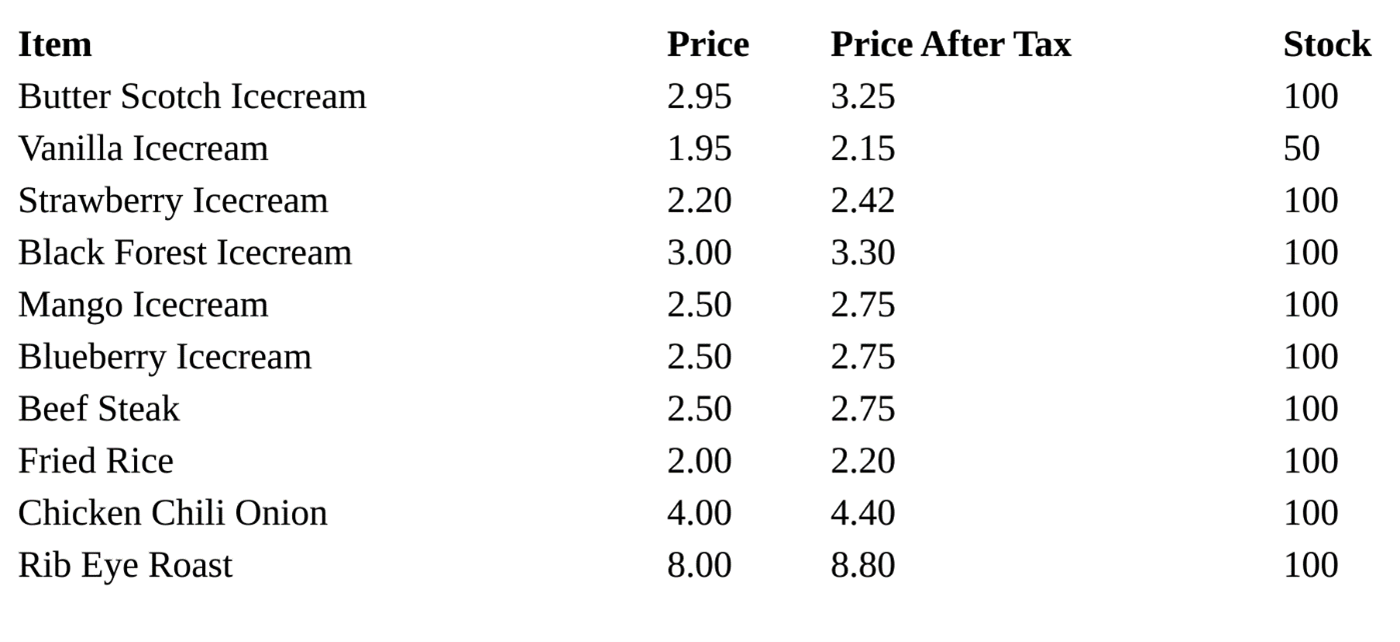 Item Price Price After Tax Stock
Butter Scotch Icecream 2.95 3.25 100
Vanilla Icecream 1.95 2.15 50
Strawberry Icecream 2.20 2.42 100
Black Forest Icecream 3.00 3.30 100
Mango Icecream 2.50 2.75 100
Blueberry Icecream 2.50 2.75 100
Beef Steak 2.50 2.75 100
Fried Rice 2.00 2.20 100
Chicken Chili Onion 4.00 4.40 100
Rib Eye Roast 8.00 8.80 100